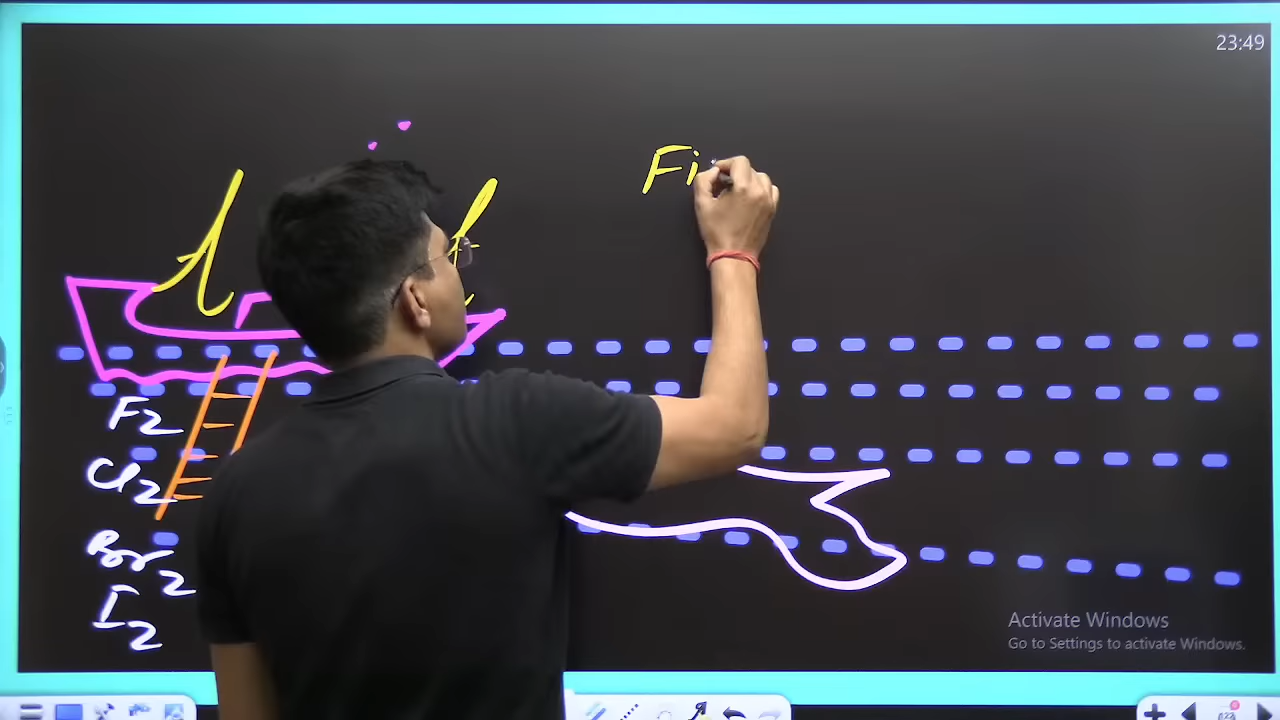 23:49
Fi
F2
Cl2
Br2
I2
Activate Windows
Go to Settings to activate Windows.